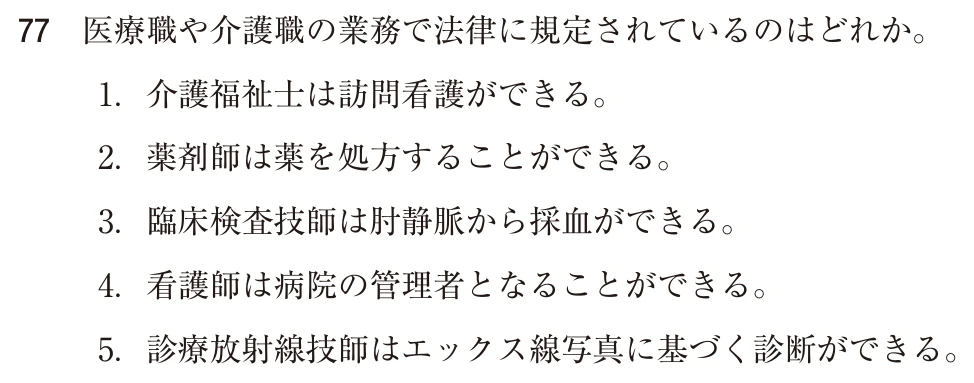 77 医療職や介護職の業務で法律に規定されているのはどれか。
1. 介護福祉士は訪問看護ができる。
2. 薬剤師は薬を処方することができる。
3. 臨床検査技師は肘静脈から採血ができる。
4. 看護師は病院の管理者となることができる。
5. 診療放射線技師はエックス線写真に基づく診断ができる。